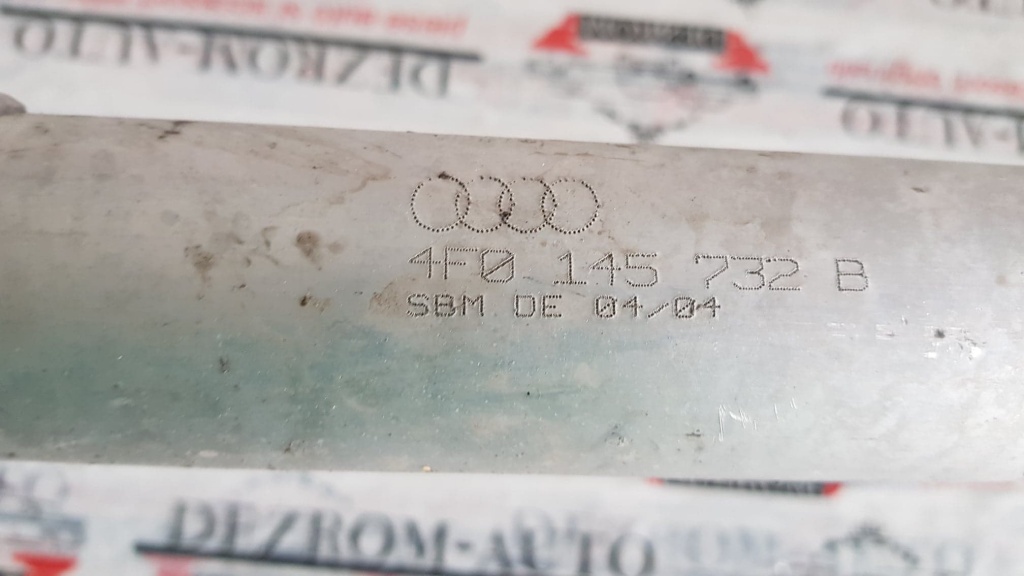 DEZROM-AUTO
4F0 145 732 B
SBM DE 04/04
DEZROM-AUTO